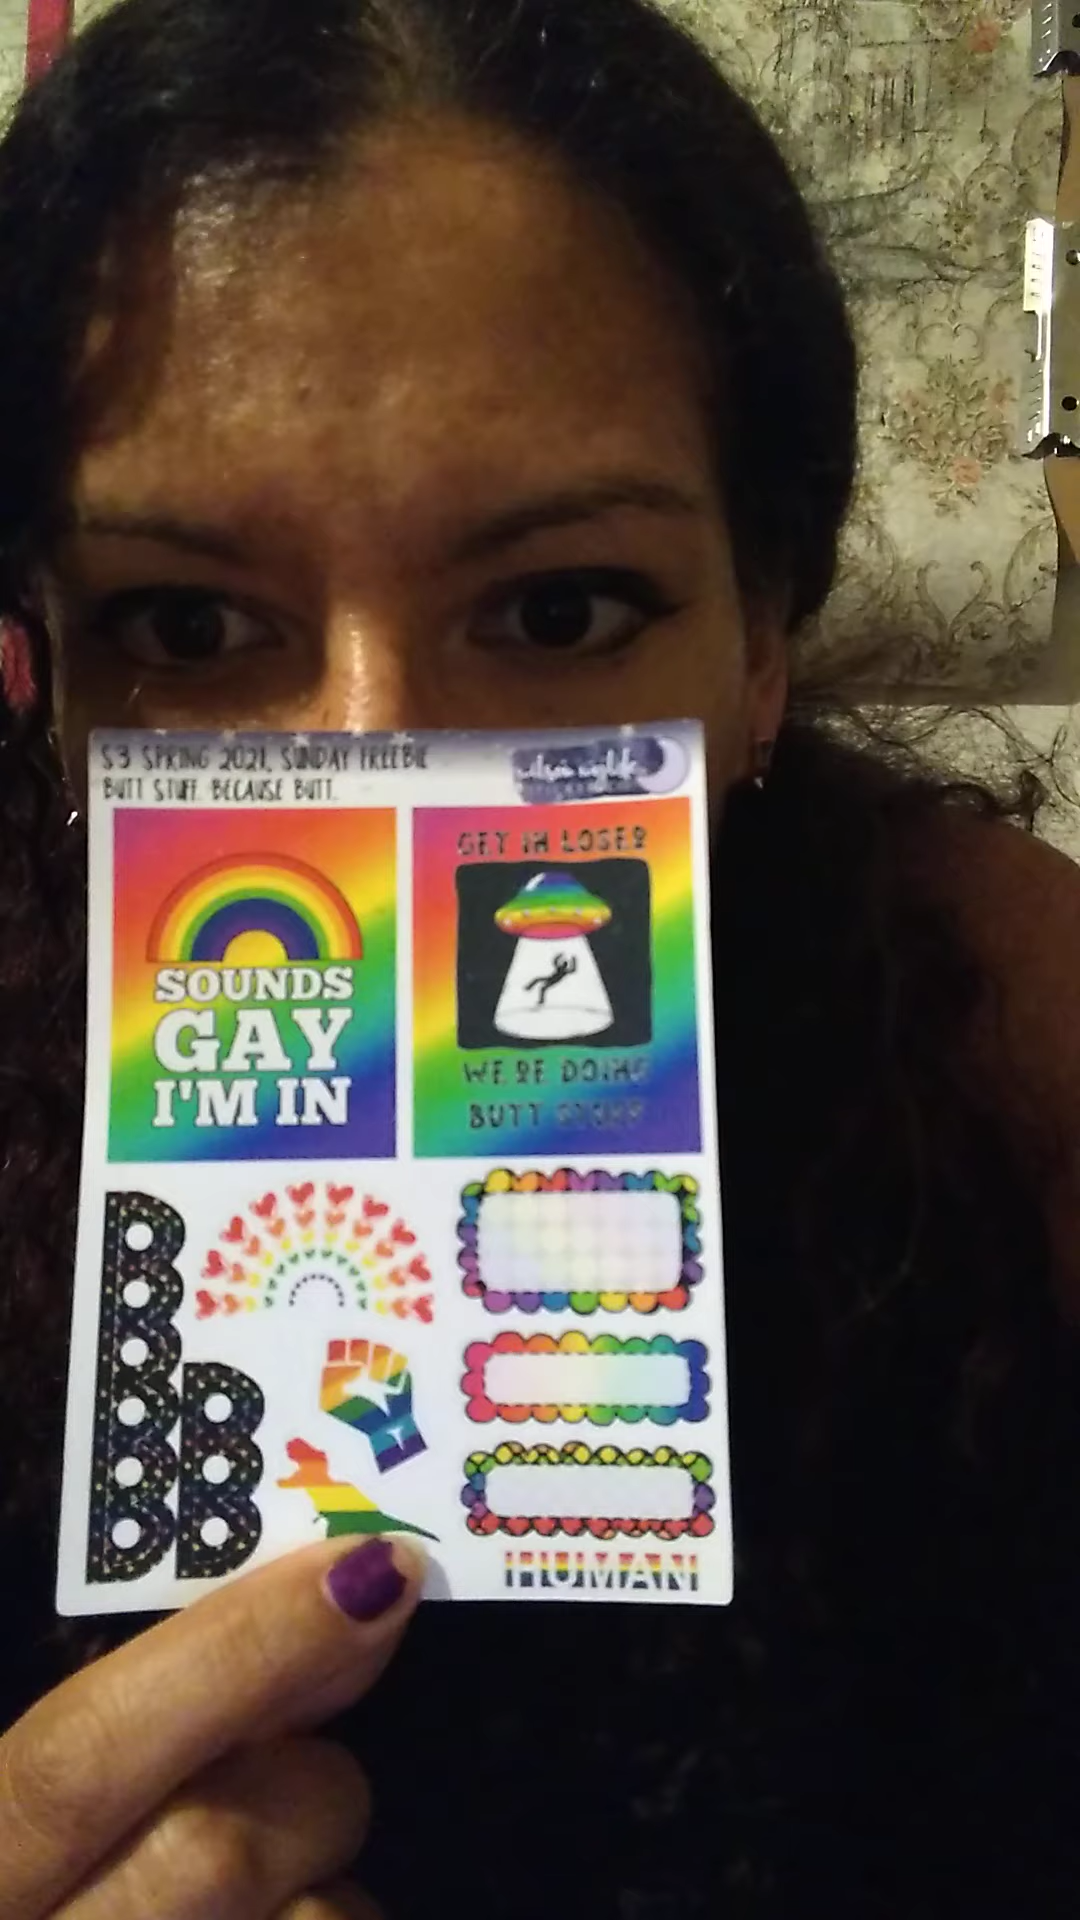 S3 SPRING 2021, SUNDAY FREEBIE
BUTT STUFF. BECAUSE BUTT.
SOUNDS
GAY
I'M IN
GET IN LOSER
WE'RE DOING
BUTT STUFF
HUMAN